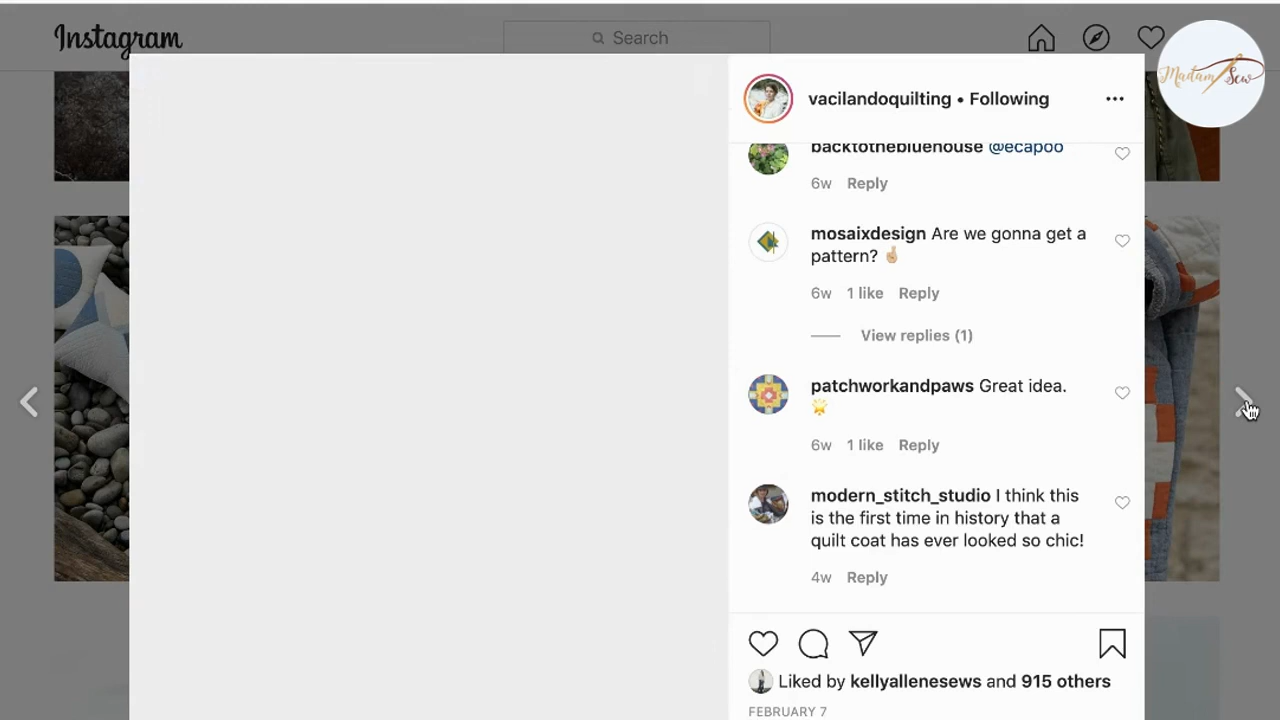 Instagram
Search
Madam Sew
vacilandoquilting • Following
backtothebluehouse @ecapoo
6w Reply
mosaixdesign Are we gonna get a
pattern? 🤞🏼
6w 1 like Reply
View replies (1)
patchworkandpaws Great idea.
🌟
6w 1 like Reply
modern_stitch_studio I think this
is the first time in history that a
quilt coat has ever looked so chic!
4w Reply
Liked by kellyallenesews and 915 others
FEBRUARY 7